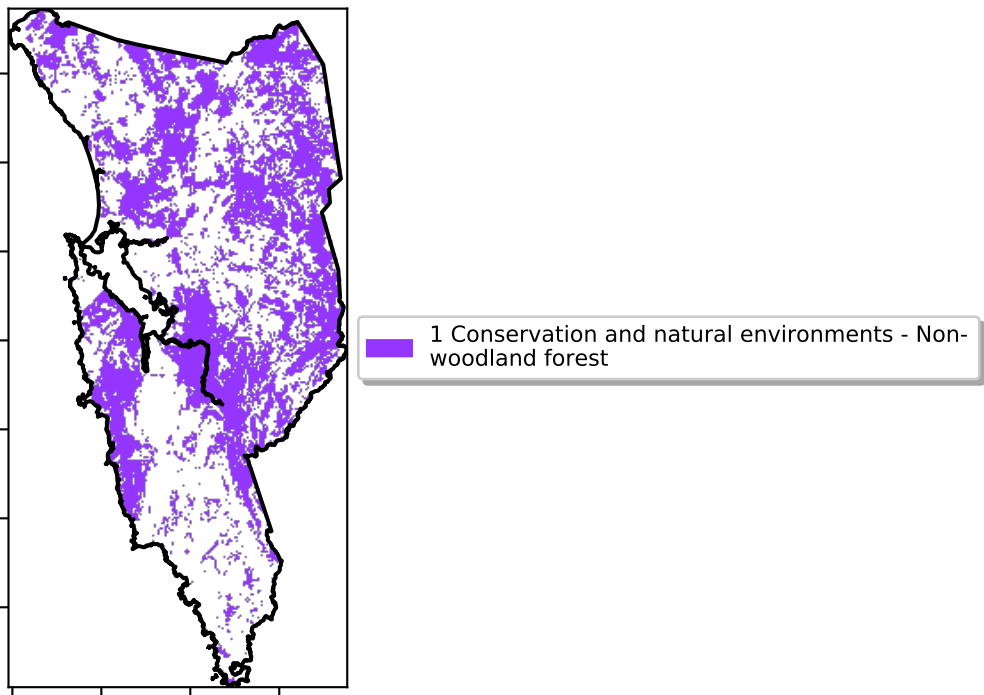 1 Conservation and natural environments - Non-
woodland forest